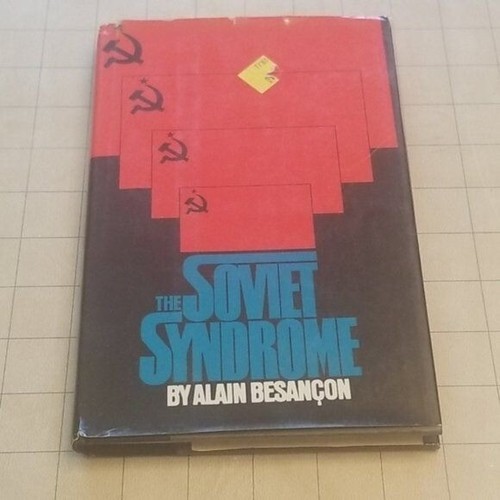 THE SOVIET
SYNDROME
BY ALAIN BESANÇON